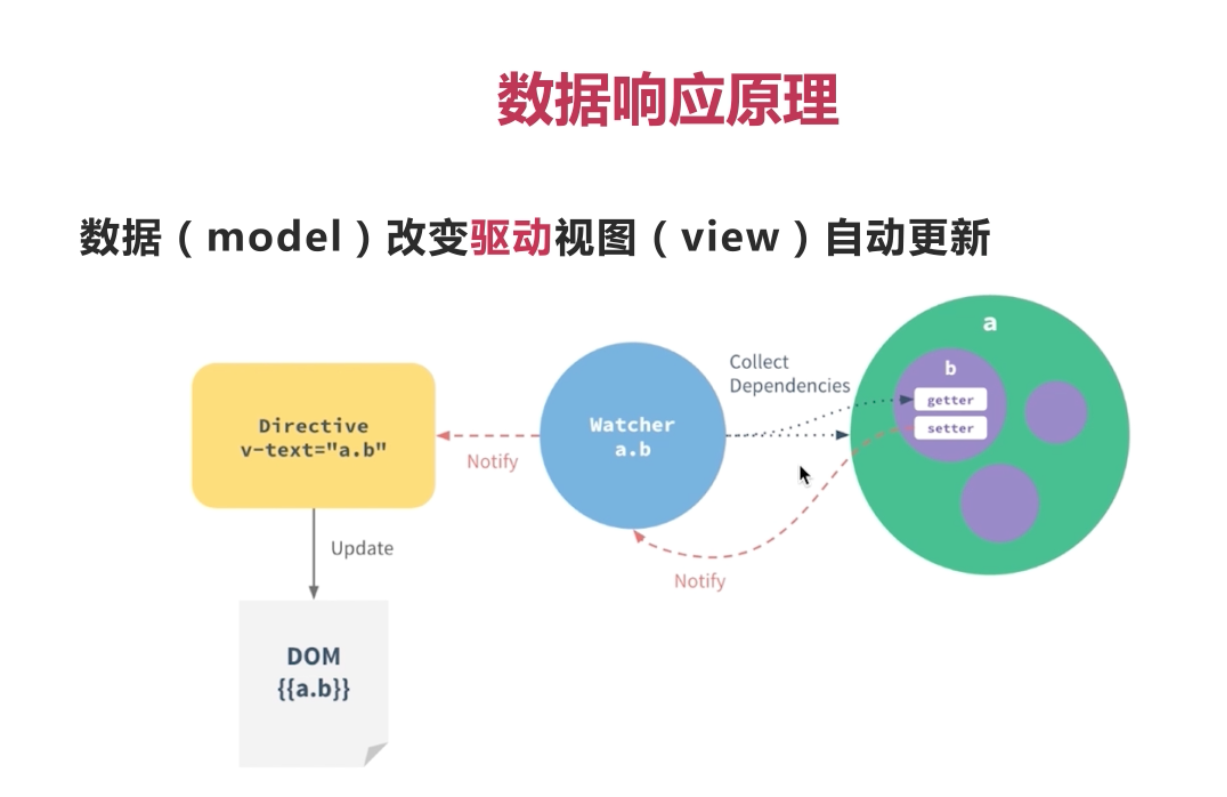 数据响应原理
数据（model）改变驱动视图（view）自动更新
Directive
v-text="a.b"
Notify
Watcher
a.b
Collect
Dependencies
a
b
getter
setter
Notify
Update
DOM
{{a.b}}